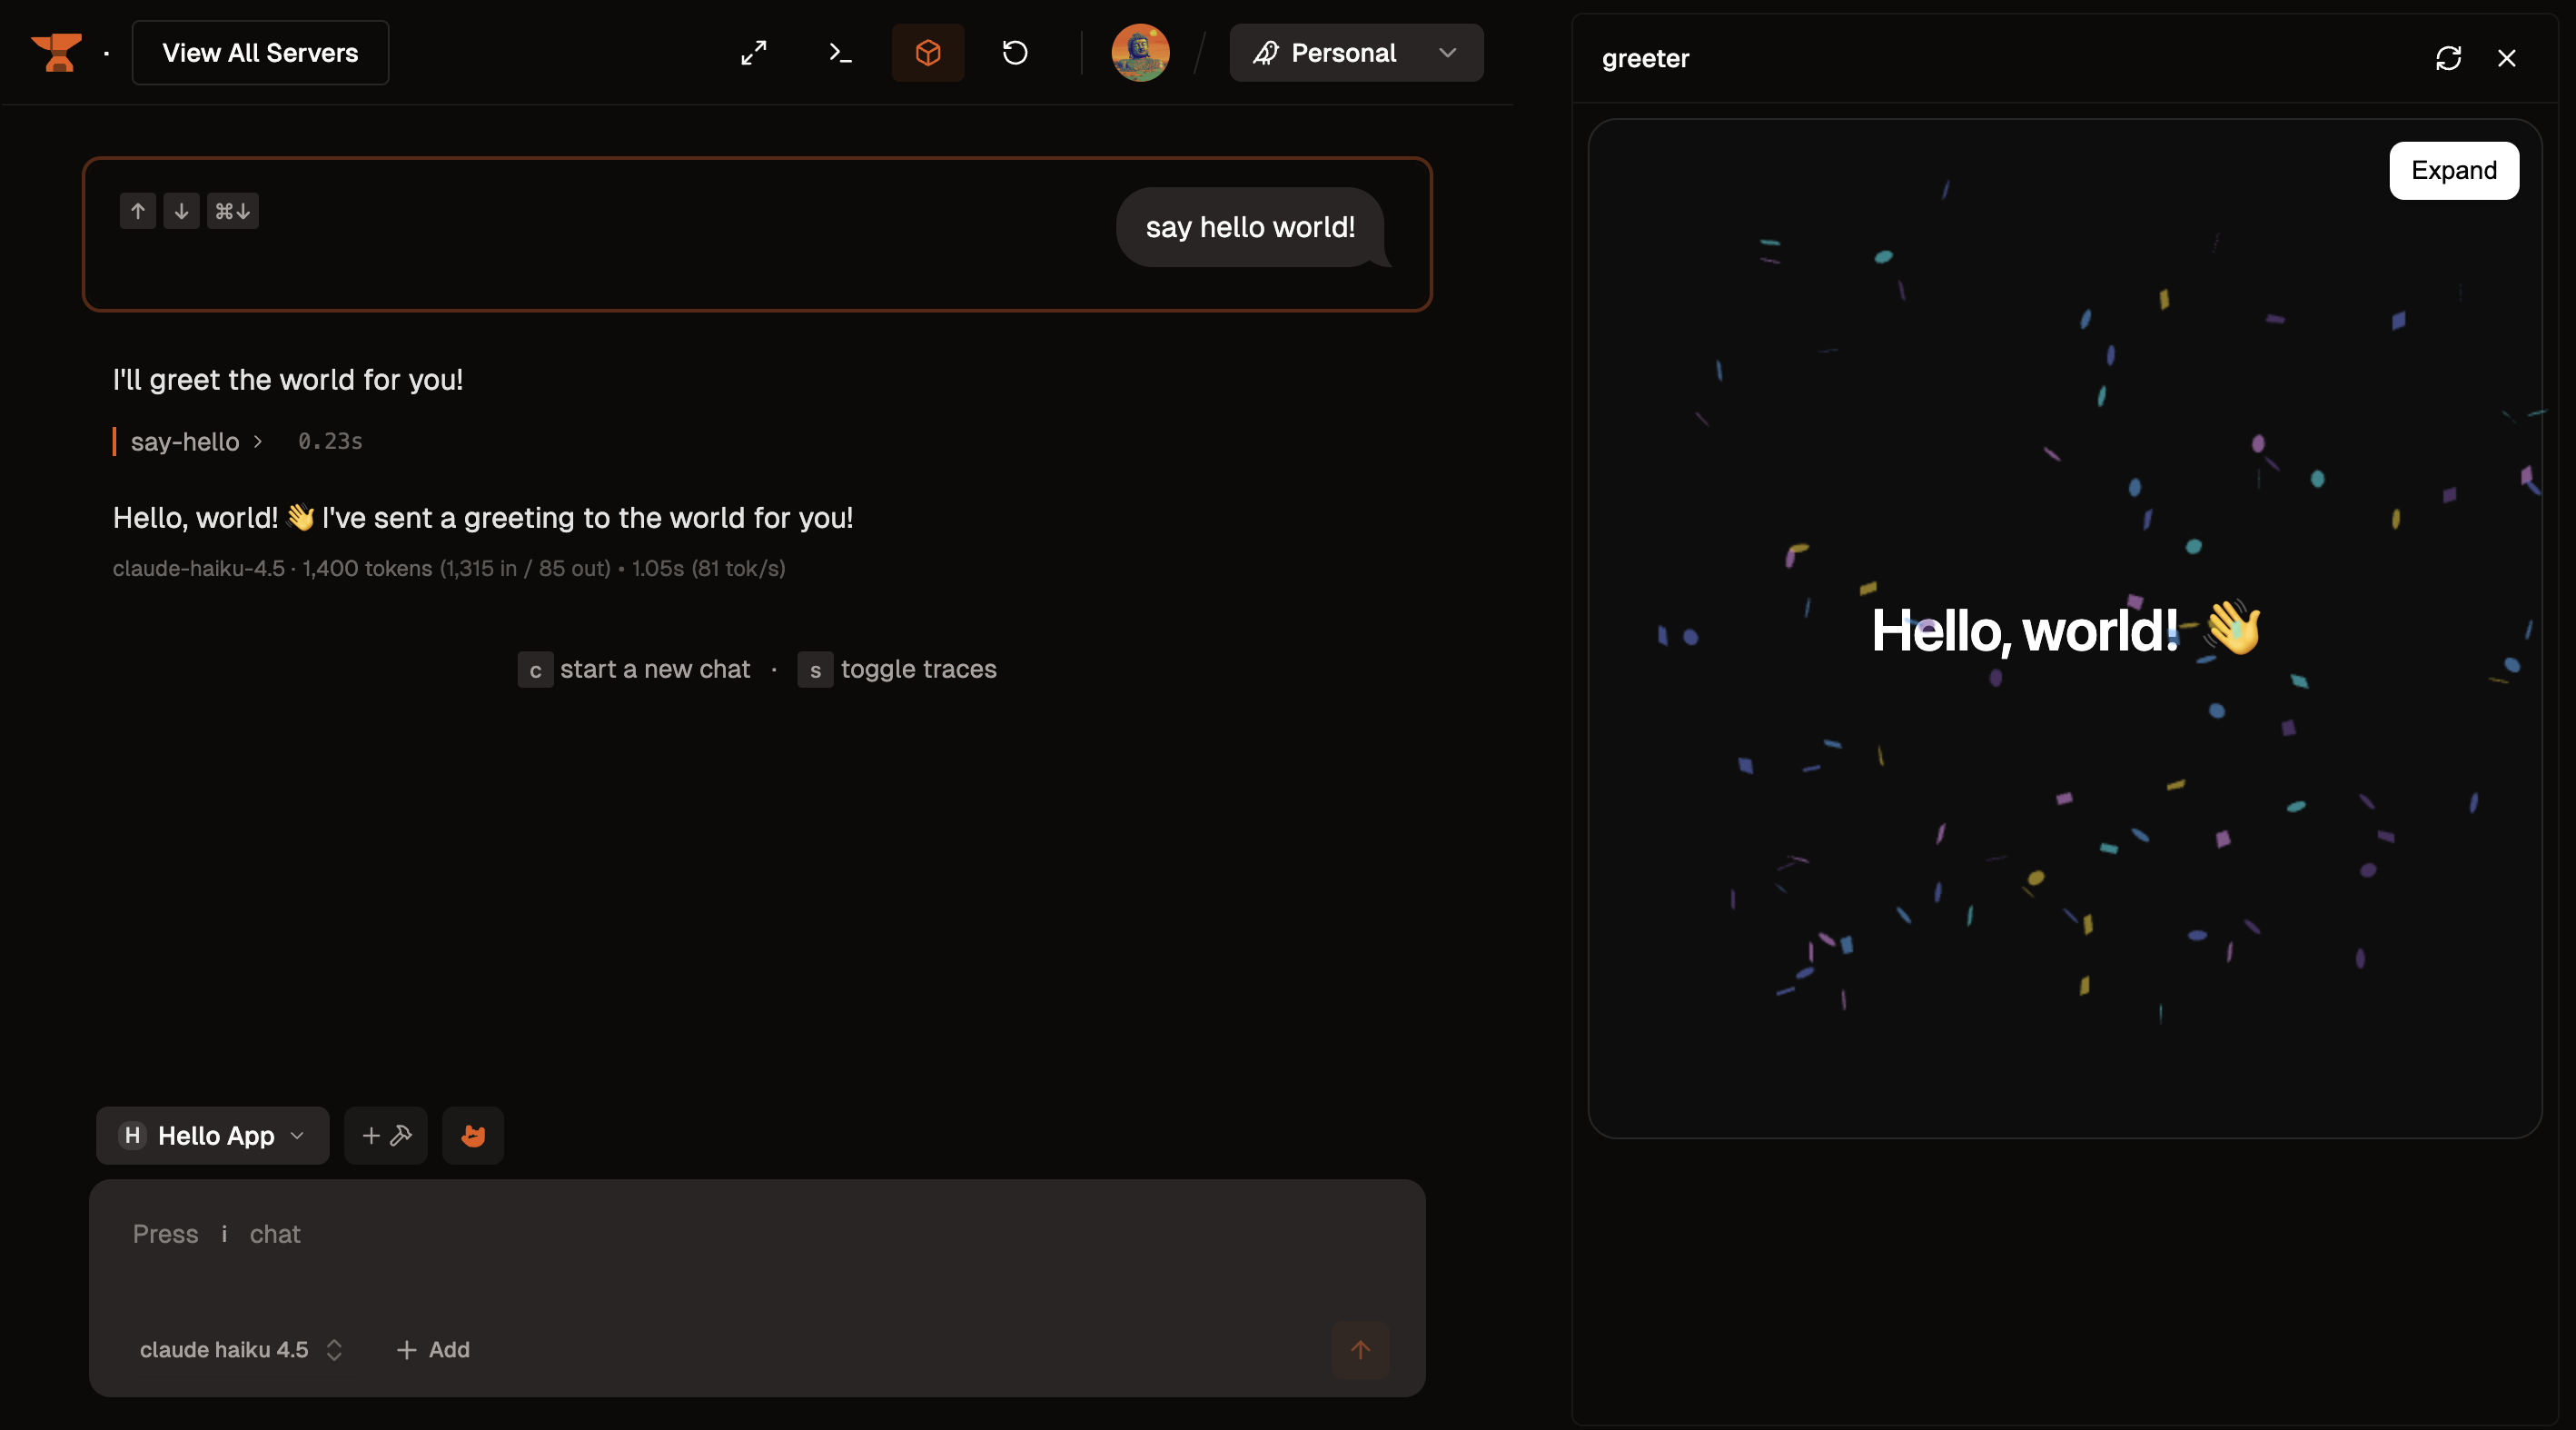 View All Servers
Personal
say hello world!
⌘↓
I'll greet the world for you!
say-hello 0.23s
Hello, world! 👋 I've sent a greeting to the world for you!
claude-haiku-4.5 · 1,400 tokens (1,315 in / 85 out) • 1.05s (81 tok/s)
c start a new chat · s toggle traces
H Hello App
Press i chat
claude haiku 4.5 + Add
greeter
Expand
Hello, world! 👋